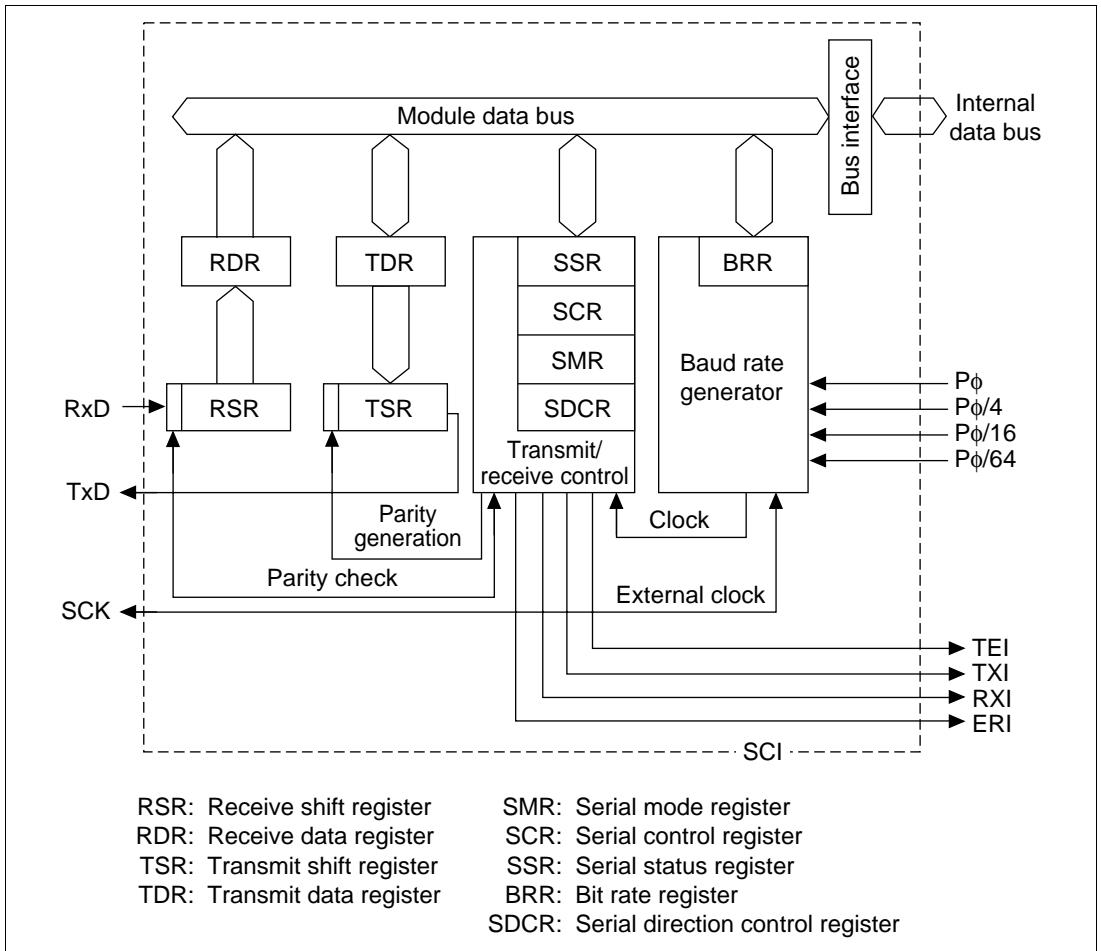 Module data bus
Bus interface
Internal
data bus
RDR
TDR
SSR
BRR
SCR
SMR
SDCR
Baud rate
generator
RxD
RSR
TSR
Pϕ
Pϕ/4
Pϕ/16
Pϕ/64
Transmit/
receive control
TxD
Parity
generation
Clock
Parity check
SCK
External clock
TEI
TXI
RXI
ERI
SCI
RSR: Receive shift register
RDR: Receive data register
TSR: Transmit shift register
TDR: Transmit data register
SMR: Serial mode register
SCR: Serial control register
SSR: Serial status register
BRR: Bit rate register
SDCR: Serial direction control register